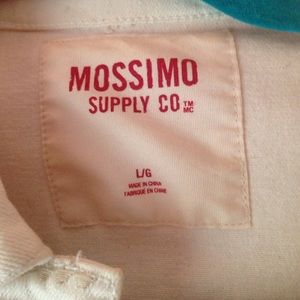 MOSSIMO
SUPPLY CO TM MC
L/G
MADE IN CHINA
FABRIQUÉ EN CHINE